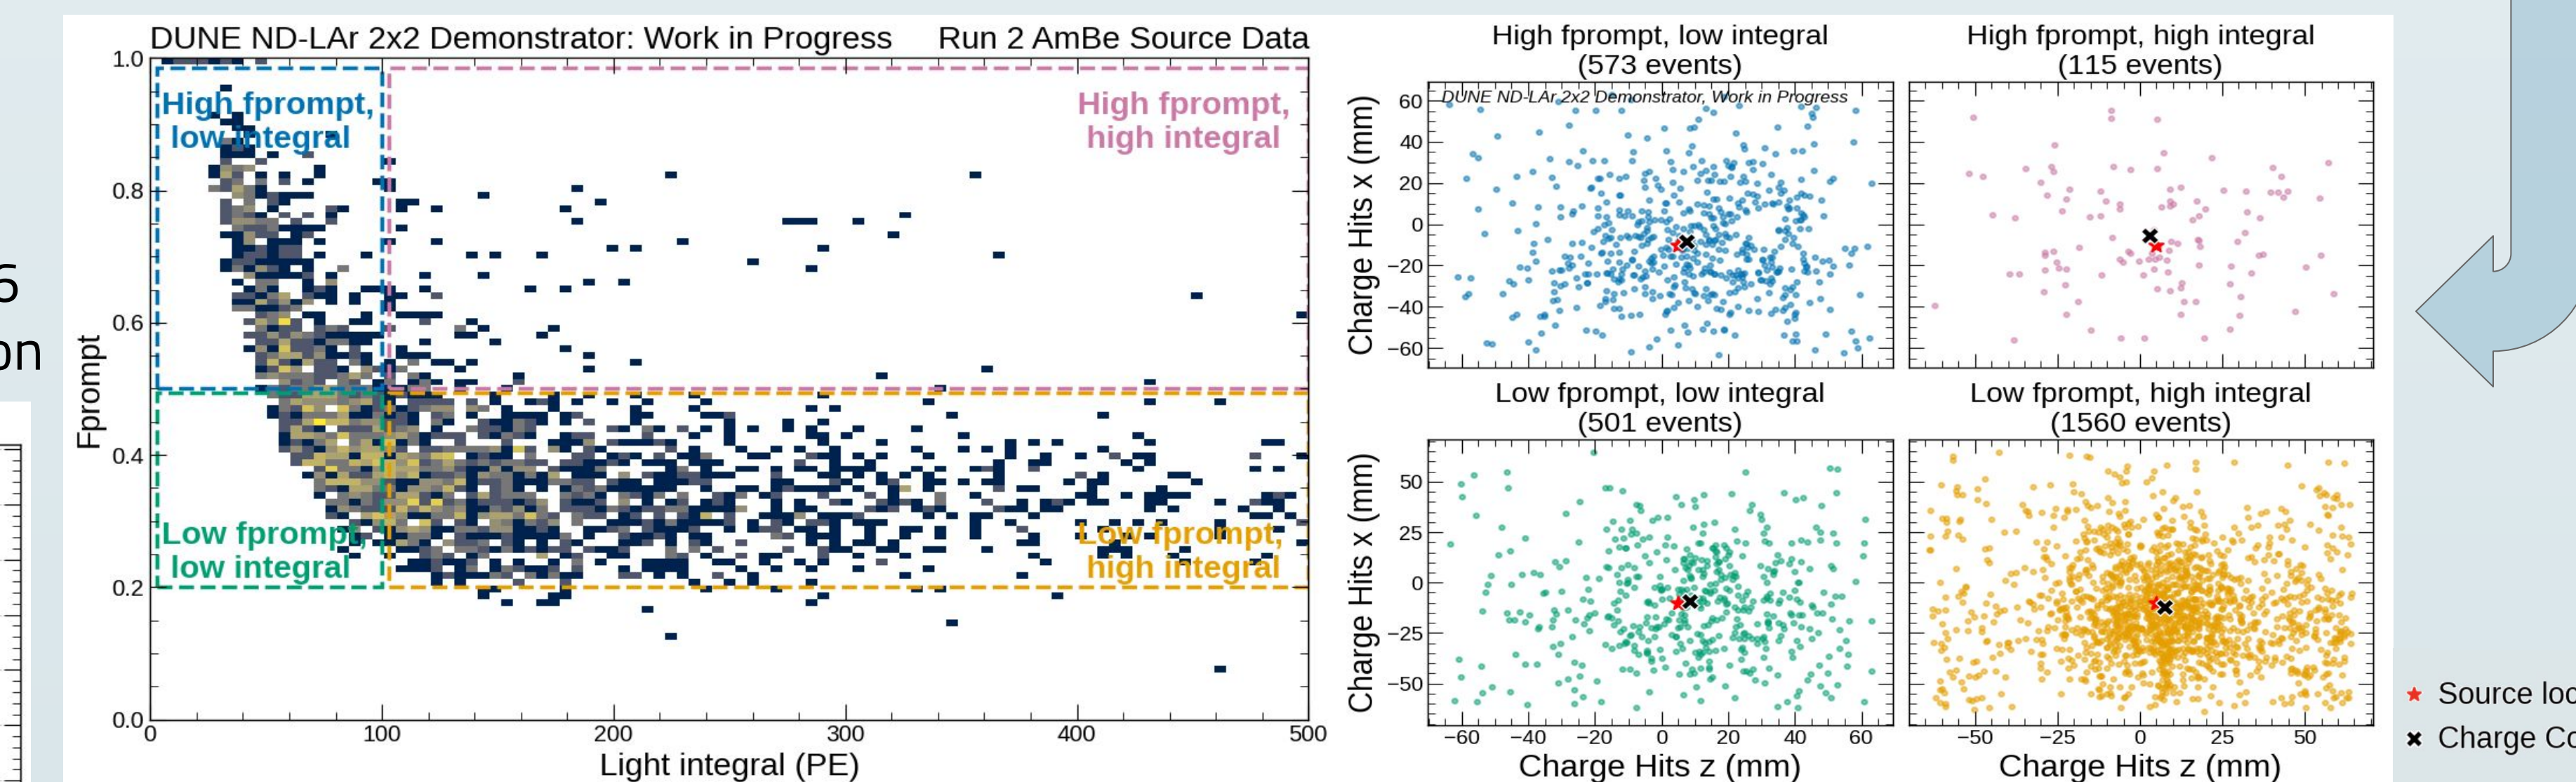 6
on
DUNE ND-LAr 2x2 Demonstrator: Work in Progress
Run 2 AmBe Source Data
High fprompt,
low integral
High fprompt,
high integral
Low fprompt,
low integral
Low fprompt,
high integral
Fprompt
1.0
0.8
0.6
0.4
0.2
0.0
0 100 200 300 400 500
Light integral (PE)
High fprompt, low integral
(573 events)
DUNE ND-LAr 2x2 Demonstrator, Work in Progress
Charge Hits x (mm)
60
40
20
0
−20
−40
−60
High fprompt, high integral
(115 events)
Low fprompt, low integral
(501 events)
Charge Hits x (mm)
50
25
0
−25
−50
−60 −40 −20 0 20 40 60
Charge Hits z (mm)
Low fprompt, high integral
(1560 events)
−50 −25 0 25 50
Charge Hits z (mm)
Source loc
Charge Co